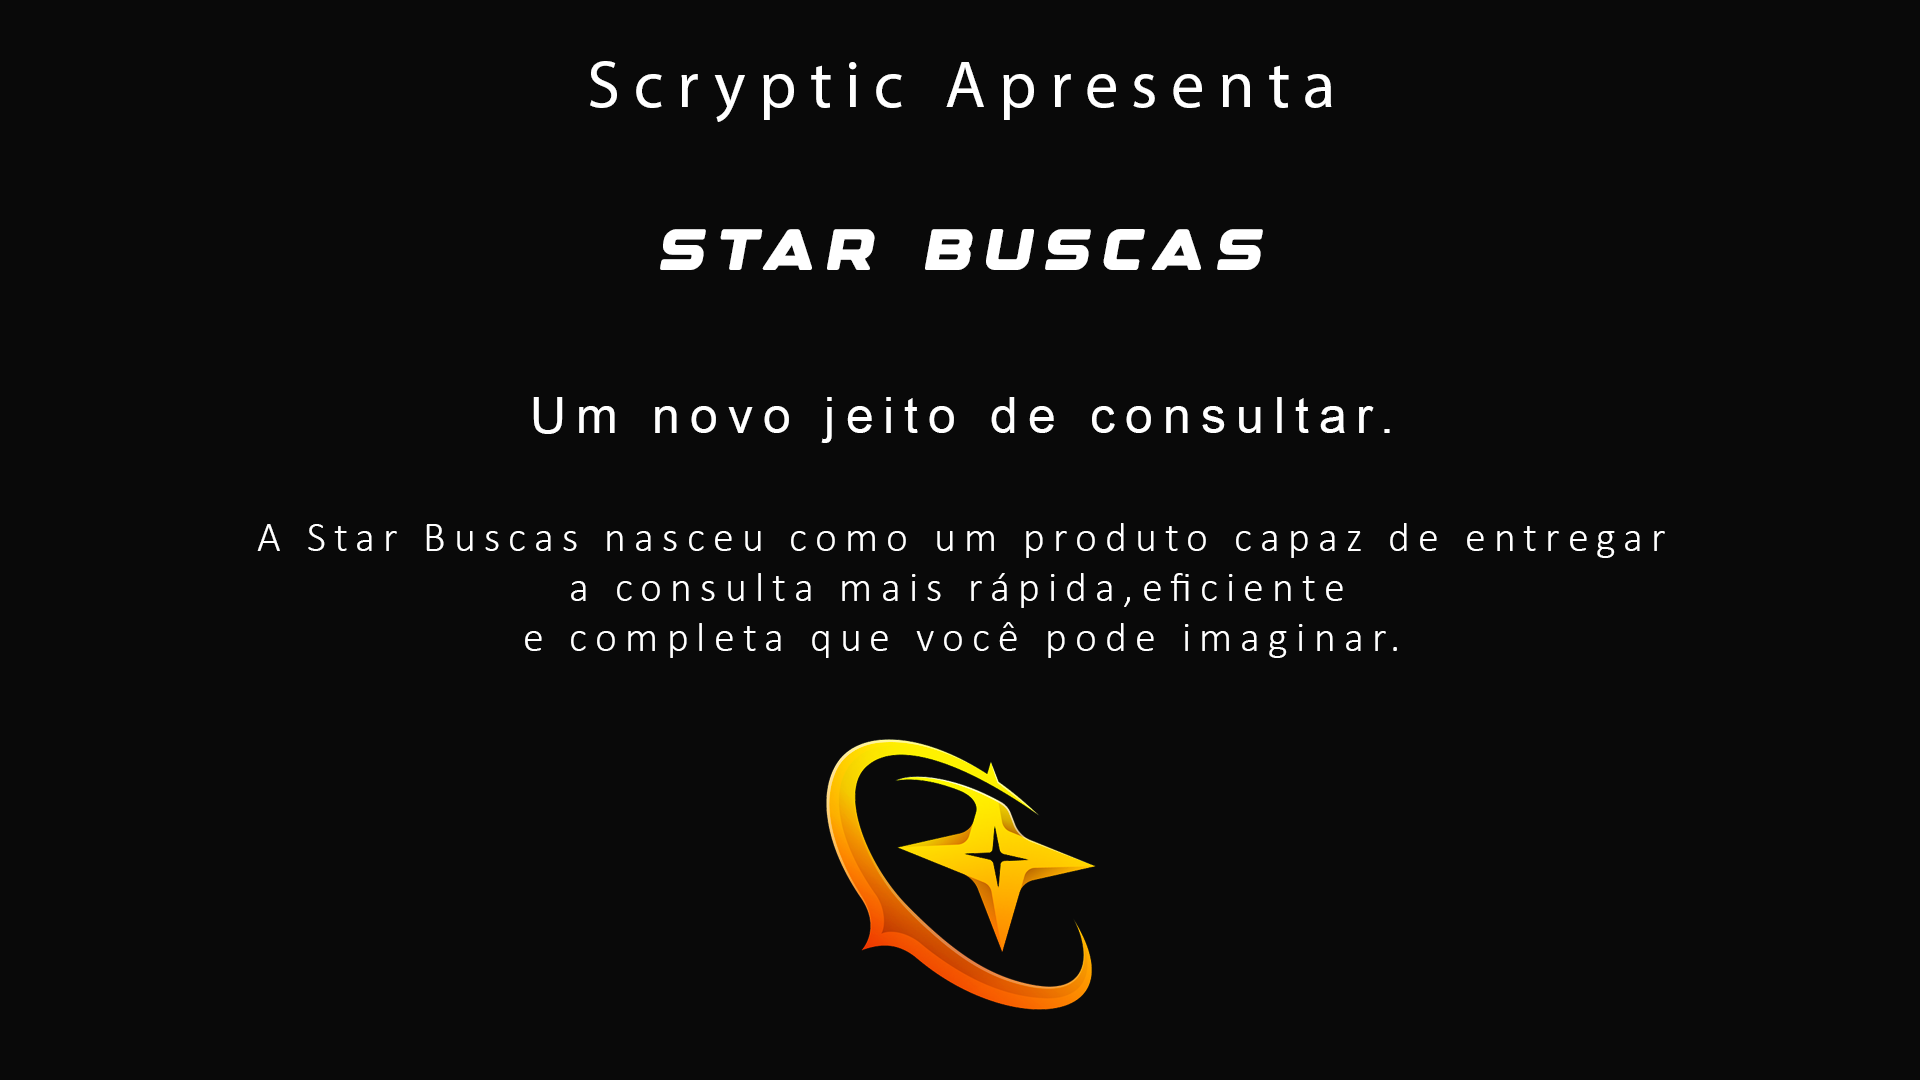 Scryptic Apresenta
STAR BUSCAS
Um novo jeito de consultar.
A Star Buscas nasceu como um produto capaz de entregar
a consulta mais rápida,eficiente
e completa que você pode imaginar.